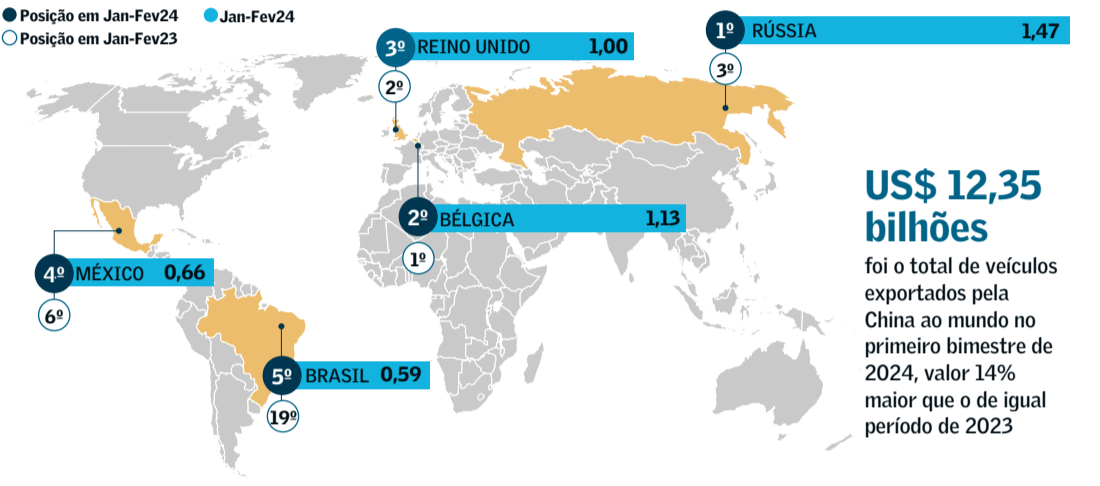 Posição em Jan-Fev24
Jan-Fev24
Posição em Jan-Fev23
1º RÚSSIA 1,47
3º
3º REINO UNIDO 1,00
2º
2º BÉLGICA 1,13
1º
4º MÉXICO 0,66
6º
5º BRASIL 0,59
19º
US$ 12,35
bilhões
foi o total de veículos
exportados pela
China ao mundo no
primeiro bimestre de
2024, valor 14%
maior que o de igual
período de 2023